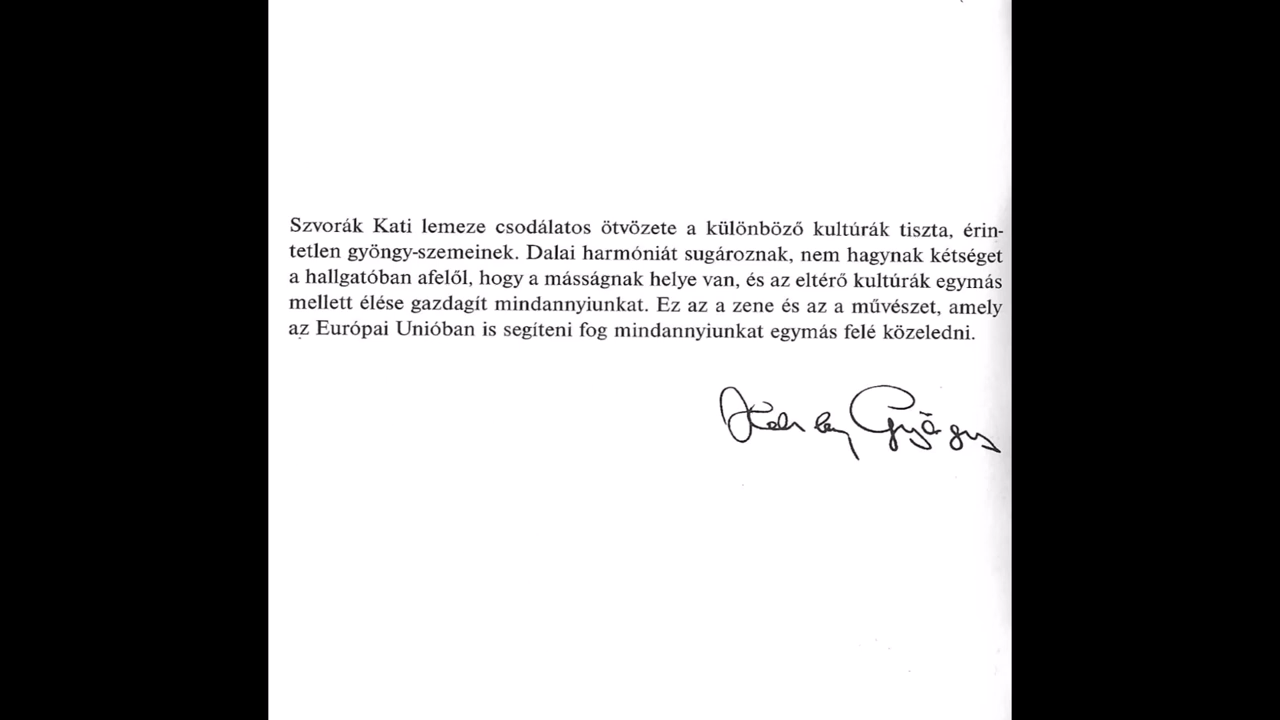 Szvorák Kati lemeze csodálatos ötvözete a különböző kultúrák tiszta, érin-
tetlen gyöngy-szemeinek. Dalai harmóniát sugároznak, nem hagynak kétséget
a hallgatóban afelől, hogy a másságnak helye van, és az eltérő kultúrák egymás
mellett élése gazdagít mindannyiunkat. Ez az a zene és az a művészet, amely
az Európai Unióban is segíteni fog mindannyiunkat egymás felé közeledni.
György